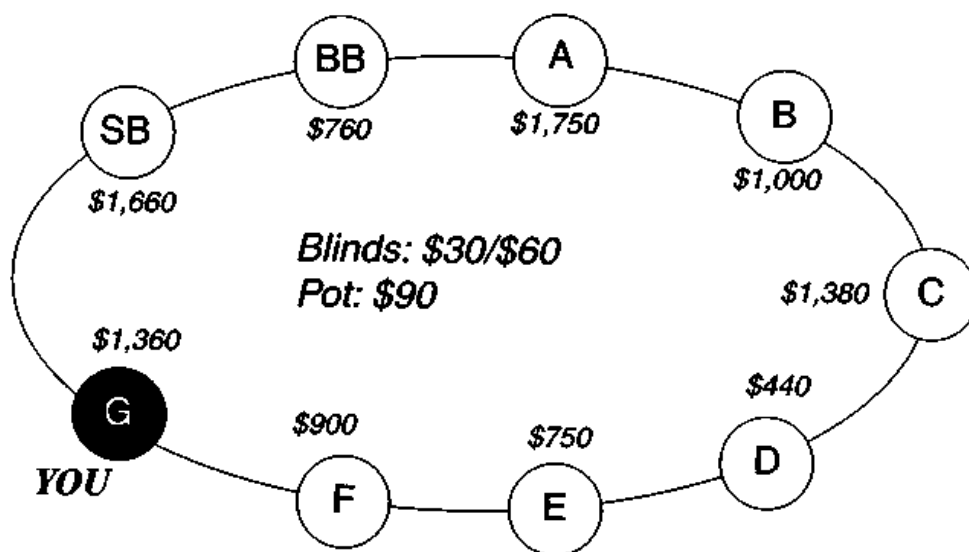 BB
A
SB
B
$760
$1,750
$1,660
$1,000
Blinds: $30/$60
Pot: $90
C
$1,380
$1,360
G
$900
$750
$440
YOU
F
E
D